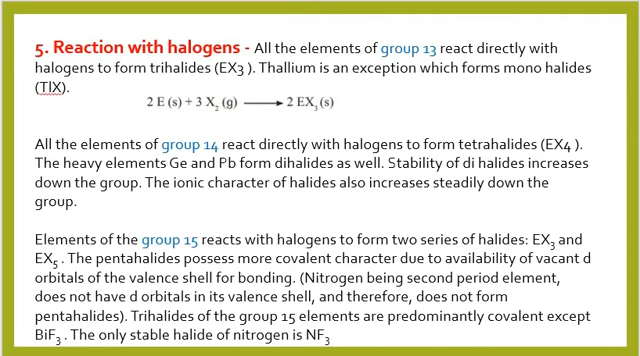 5. Reaction with halogens - All the elements of group 13 react directly with
halogens to form trihalides (EX3 ). Thallium is an exception which forms mono halides
(TlX).
2 E (s) + 3 X₂ (g) ⟶ 2 EX₃ (s)
All the elements of group 14 react directly with halogens to form tetrahalides (EX4 ).
The heavy elements Ge and Pb form dihalides as well. Stability of di halides increases
down the group. The ionic character of halides also increases steadily down the
group.
Elements of the group 15 reacts with halogens to form two series of halides: EX₃ and
EX₅ . The pentahalides possess more covalent character due to availability of vacant d
orbitals of the valence shell for bonding. (Nitrogen being second period element,
does not have d orbitals in its valence shell, and therefore, does not form
pentahalides). Trihalides of the group 15 elements are predominantly covalent except
BiF₃ . The only stable halide of nitrogen is NF₃